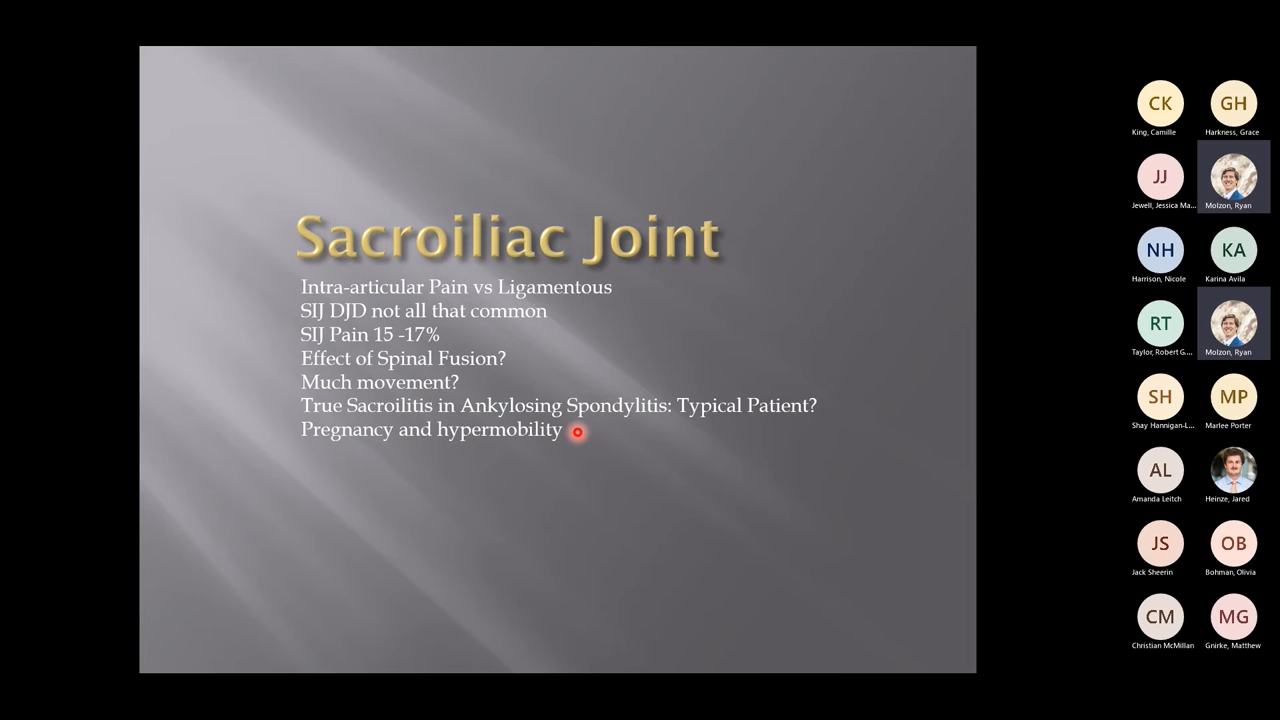 Sacroiliac Joint
Intra-articular Pain vs Ligamentous
SIJ DJD not all that common
SIJ Pain 15 -17%
Effect of Spinal Fusion?
Much movement?
True Sacroilitis in Ankylosing Spondylitis: Typical Patient?
Pregnancy and hypermobility
CK
King, Camille
GH
Harkness, Grace
JJ
Jewell, Jessica Ma...
Molzon, Ryan
NH
Harrison, Nicole
KA
Karina Avila
RT
Taylor, Robert G....
Molzon, Ryan
SH
Shay Hannigan-L...
MP
Marlee Porter
AL
Amanda Leitch
Heinze, Jared
JS
Jack Sheerin
OB
Bohman, Olivia
CM
Christian McMillan
MG
Gnirke, Matthew